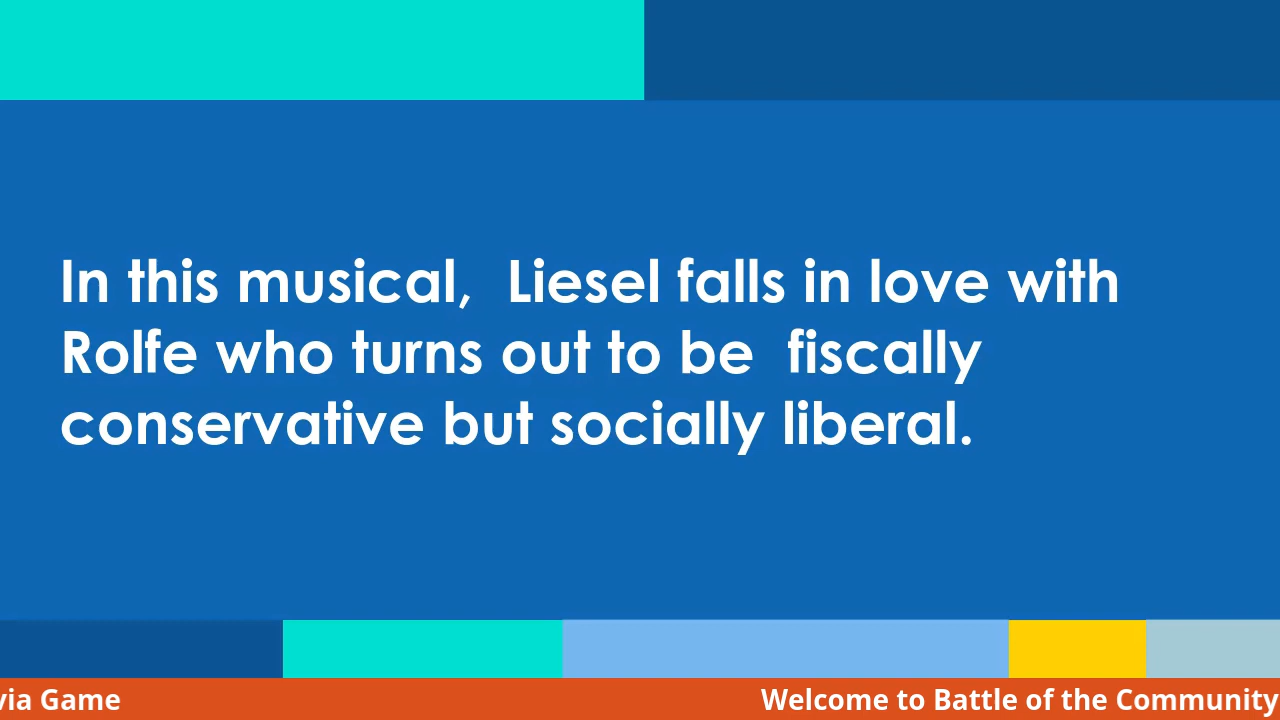 In this musical,  Liesel falls in love with
Rolfe who turns out to be  fiscally
conservative but socially liberal.
via Game
Welcome to Battle of the Community